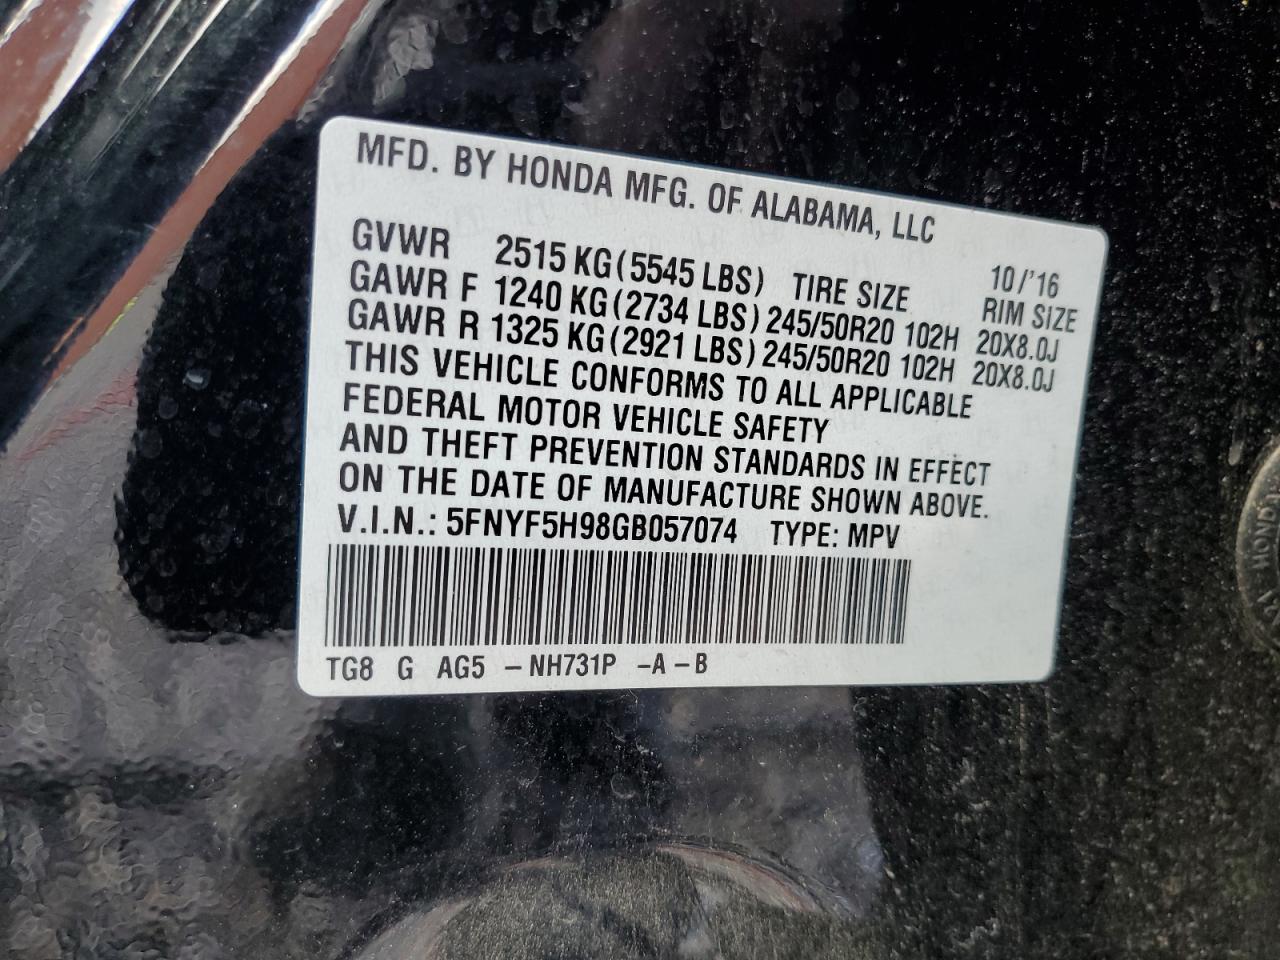 MFD. BY HONDA MFG. OF ALABAMA, LLC
10/'16
GVWR 2515 KG (5545 LBS) TIRE SIZE RIM SIZE
GAWR F 1240 KG (2734 LBS) 245/50R20 102H 20X8.0J
GAWR R 1325 KG (2921 LBS) 245/50R20 102H 20X8.0J
THIS VEHICLE CONFORMS TO ALL APPLICABLE
FEDERAL MOTOR VEHICLE SAFETY
AND THEFT PREVENTION STANDARDS IN EFFECT
ON THE DATE OF MANUFACTURE SHOWN ABOVE.
V.I.N.: 5FNYF5H98GB057074 TYPE: MPV
TG8 G AG5 – NH731P -A – B